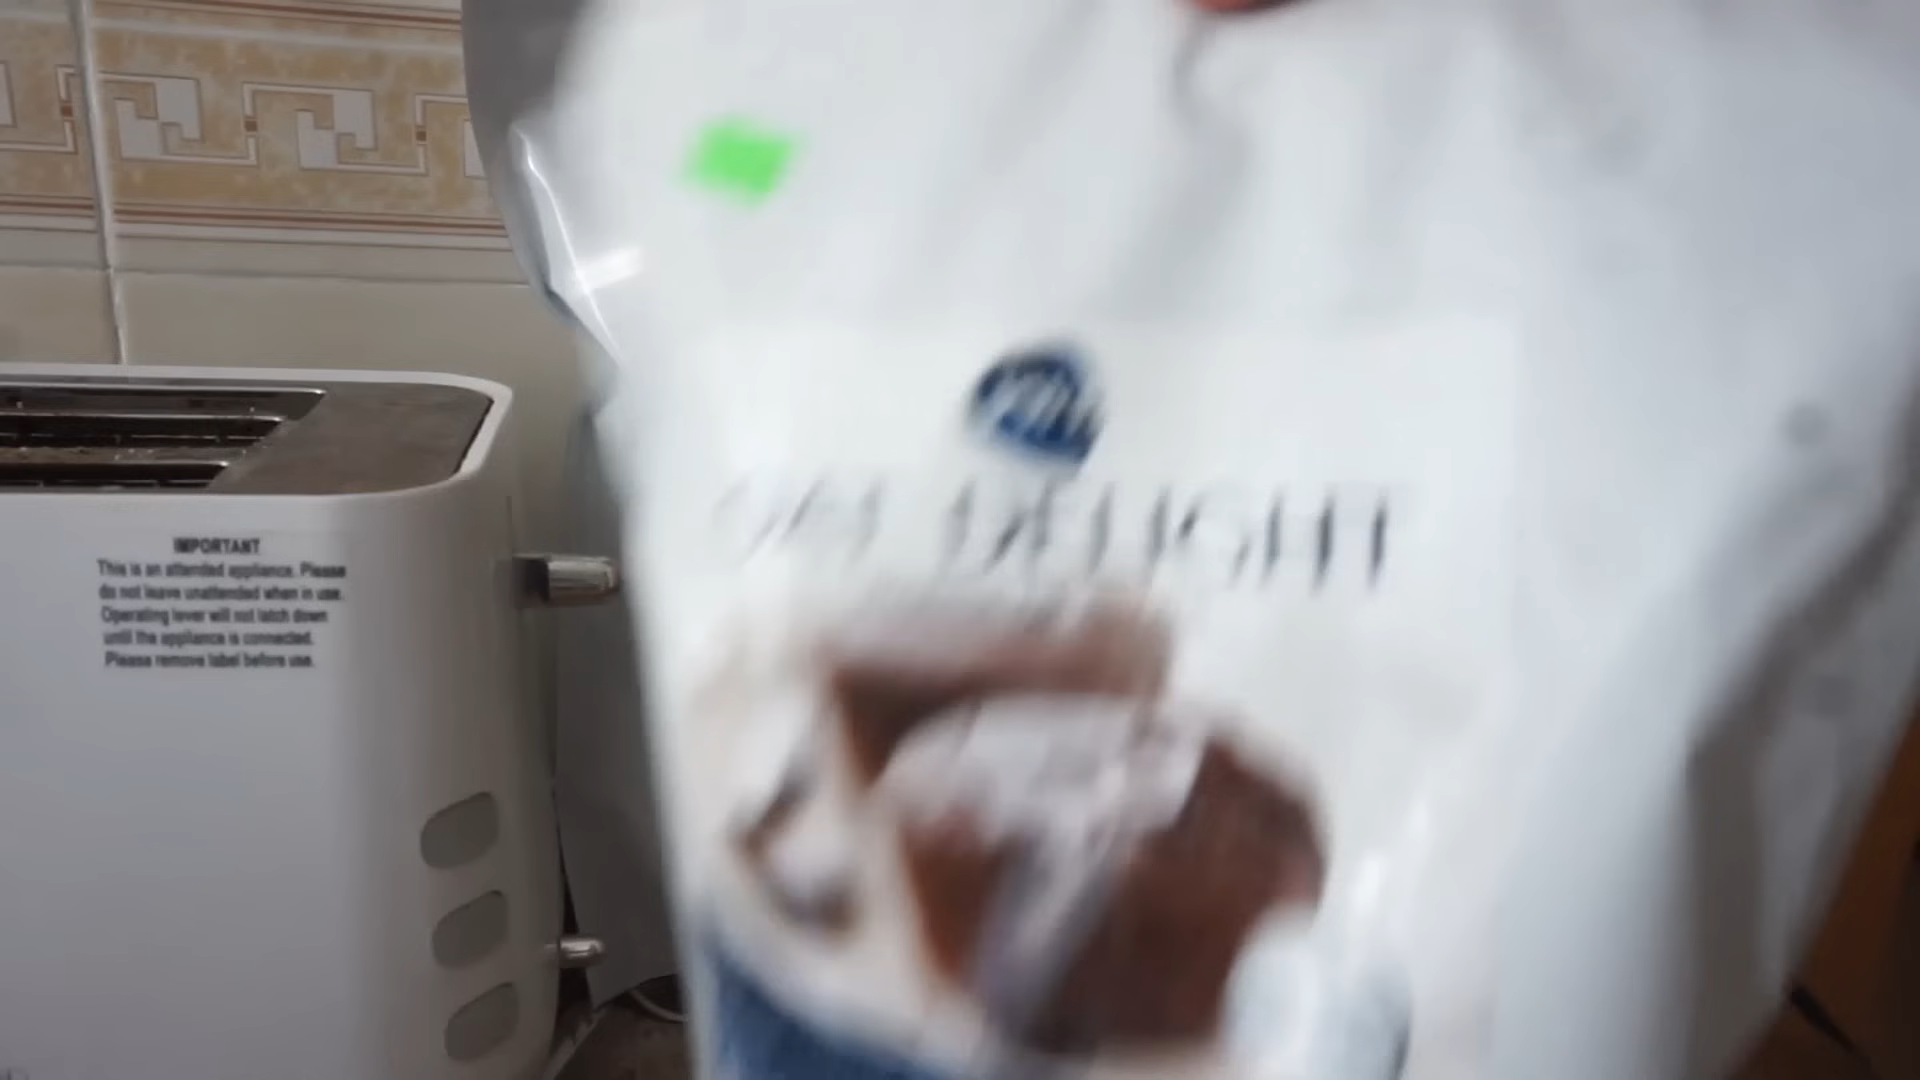 IMPORTANT
This is an attended appliance. Please
do not leave unattended when in use.
Operating lever will not latch down
until the appliance is connected.
Please remove label before use.
DELIGHT